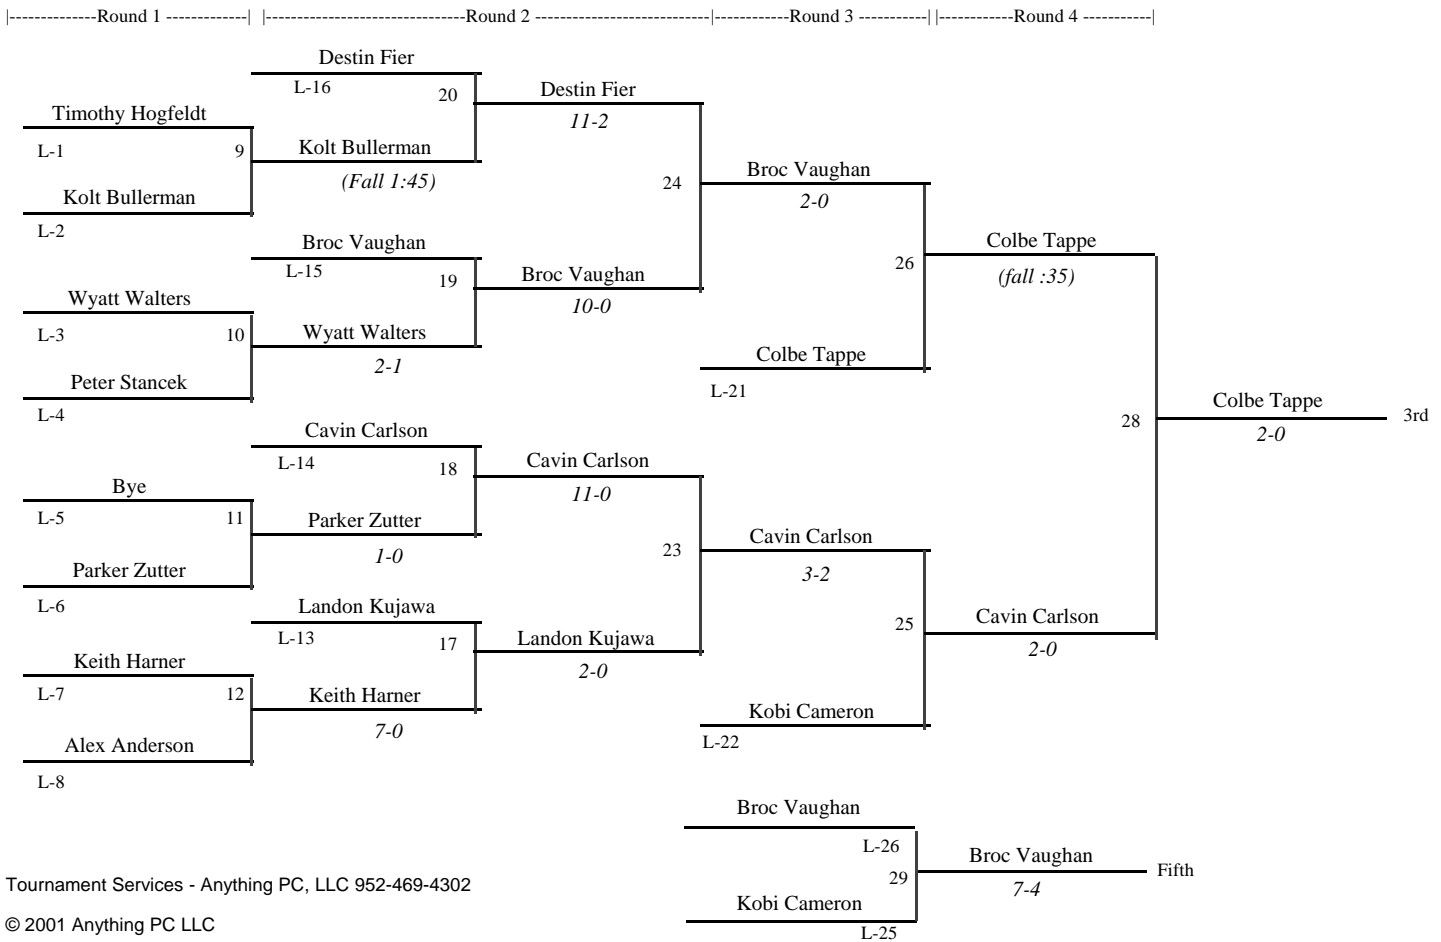 |--------------Round 1 -------------| |--------------------------------Round 2 ----------------------------|------------Round 3 -----------| |------------Round 4 -----------|
Destin Fier
L-16
20
Destin Fier
11-2
Timothy Hogfeldt
L-1
9
Kolt Bullerman
(Fall 1:45)
Kolt Bullerman
L-2
24
Broc Vaughan
2-0
Broc Vaughan
L-15
19
Broc Vaughan
10-0
Wyatt Walters
L-3
10
Wyatt Walters
2-1
Peter Stancek
L-4
26
Colbe Tappe
(fall :35)
Colbe Tappe
L-21
28
Colbe Tappe
2-0
3rd
Cavin Carlson
L-14
18
Cavin Carlson
11-0
Bye
L-5
11
Parker Zutter
1-0
Parker Zutter
L-6
23
Cavin Carlson
3-2
Landon Kujawa
L-13
17
Landon Kujawa
2-0
25
Cavin Carlson
2-0
Keith Harner
L-7
12
Keith Harner
7-0
Alex Anderson
L-8
Kobi Cameron
L-22
Broc Vaughan
L-26
29
Broc Vaughan
7-4
Fifth
Kobi Cameron
L-25
Tournament Services - Anything PC, LLC 952-469-4302
© 2001 Anything PC LLC